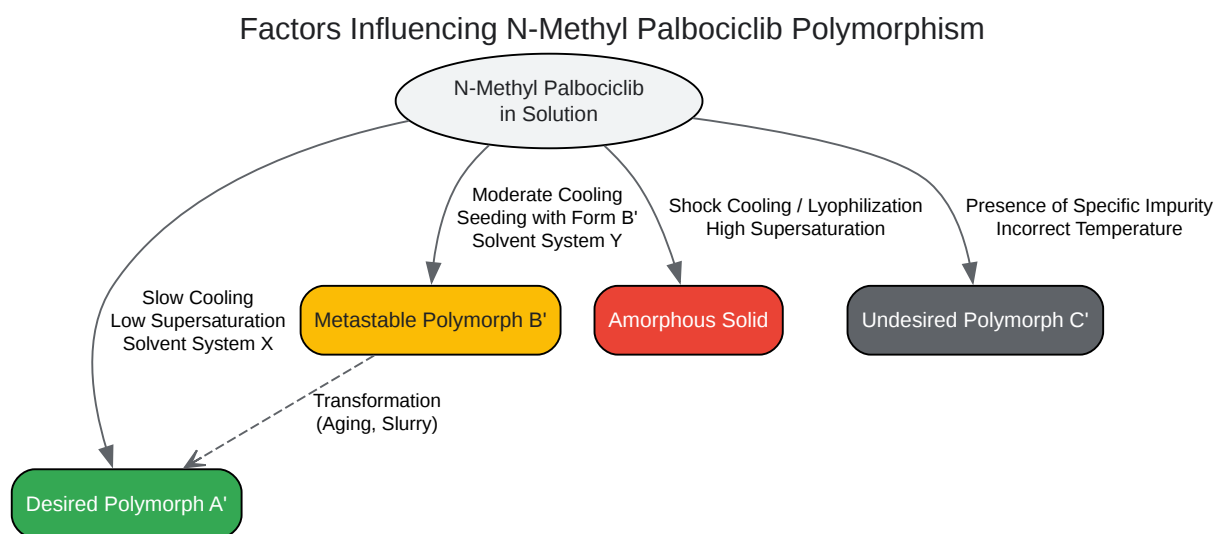 Factors Influencing N-Methyl Palbociclib Polymorphism
N-Methyl Palbociclib
in Solution
Moderate Cooling
Seeding with Form B'
Solvent System Y
Shock Cooling / Lyophilization
High Supersaturation
Presence of Specific Impurity
Incorrect Temperature
Slow Cooling
Low Supersaturation
Solvent System X
Metastable Polymorph B'
Amorphous Solid
Undesired Polymorph C'
Transformation
(Aging, Slurry)
Desired Polymorph A'